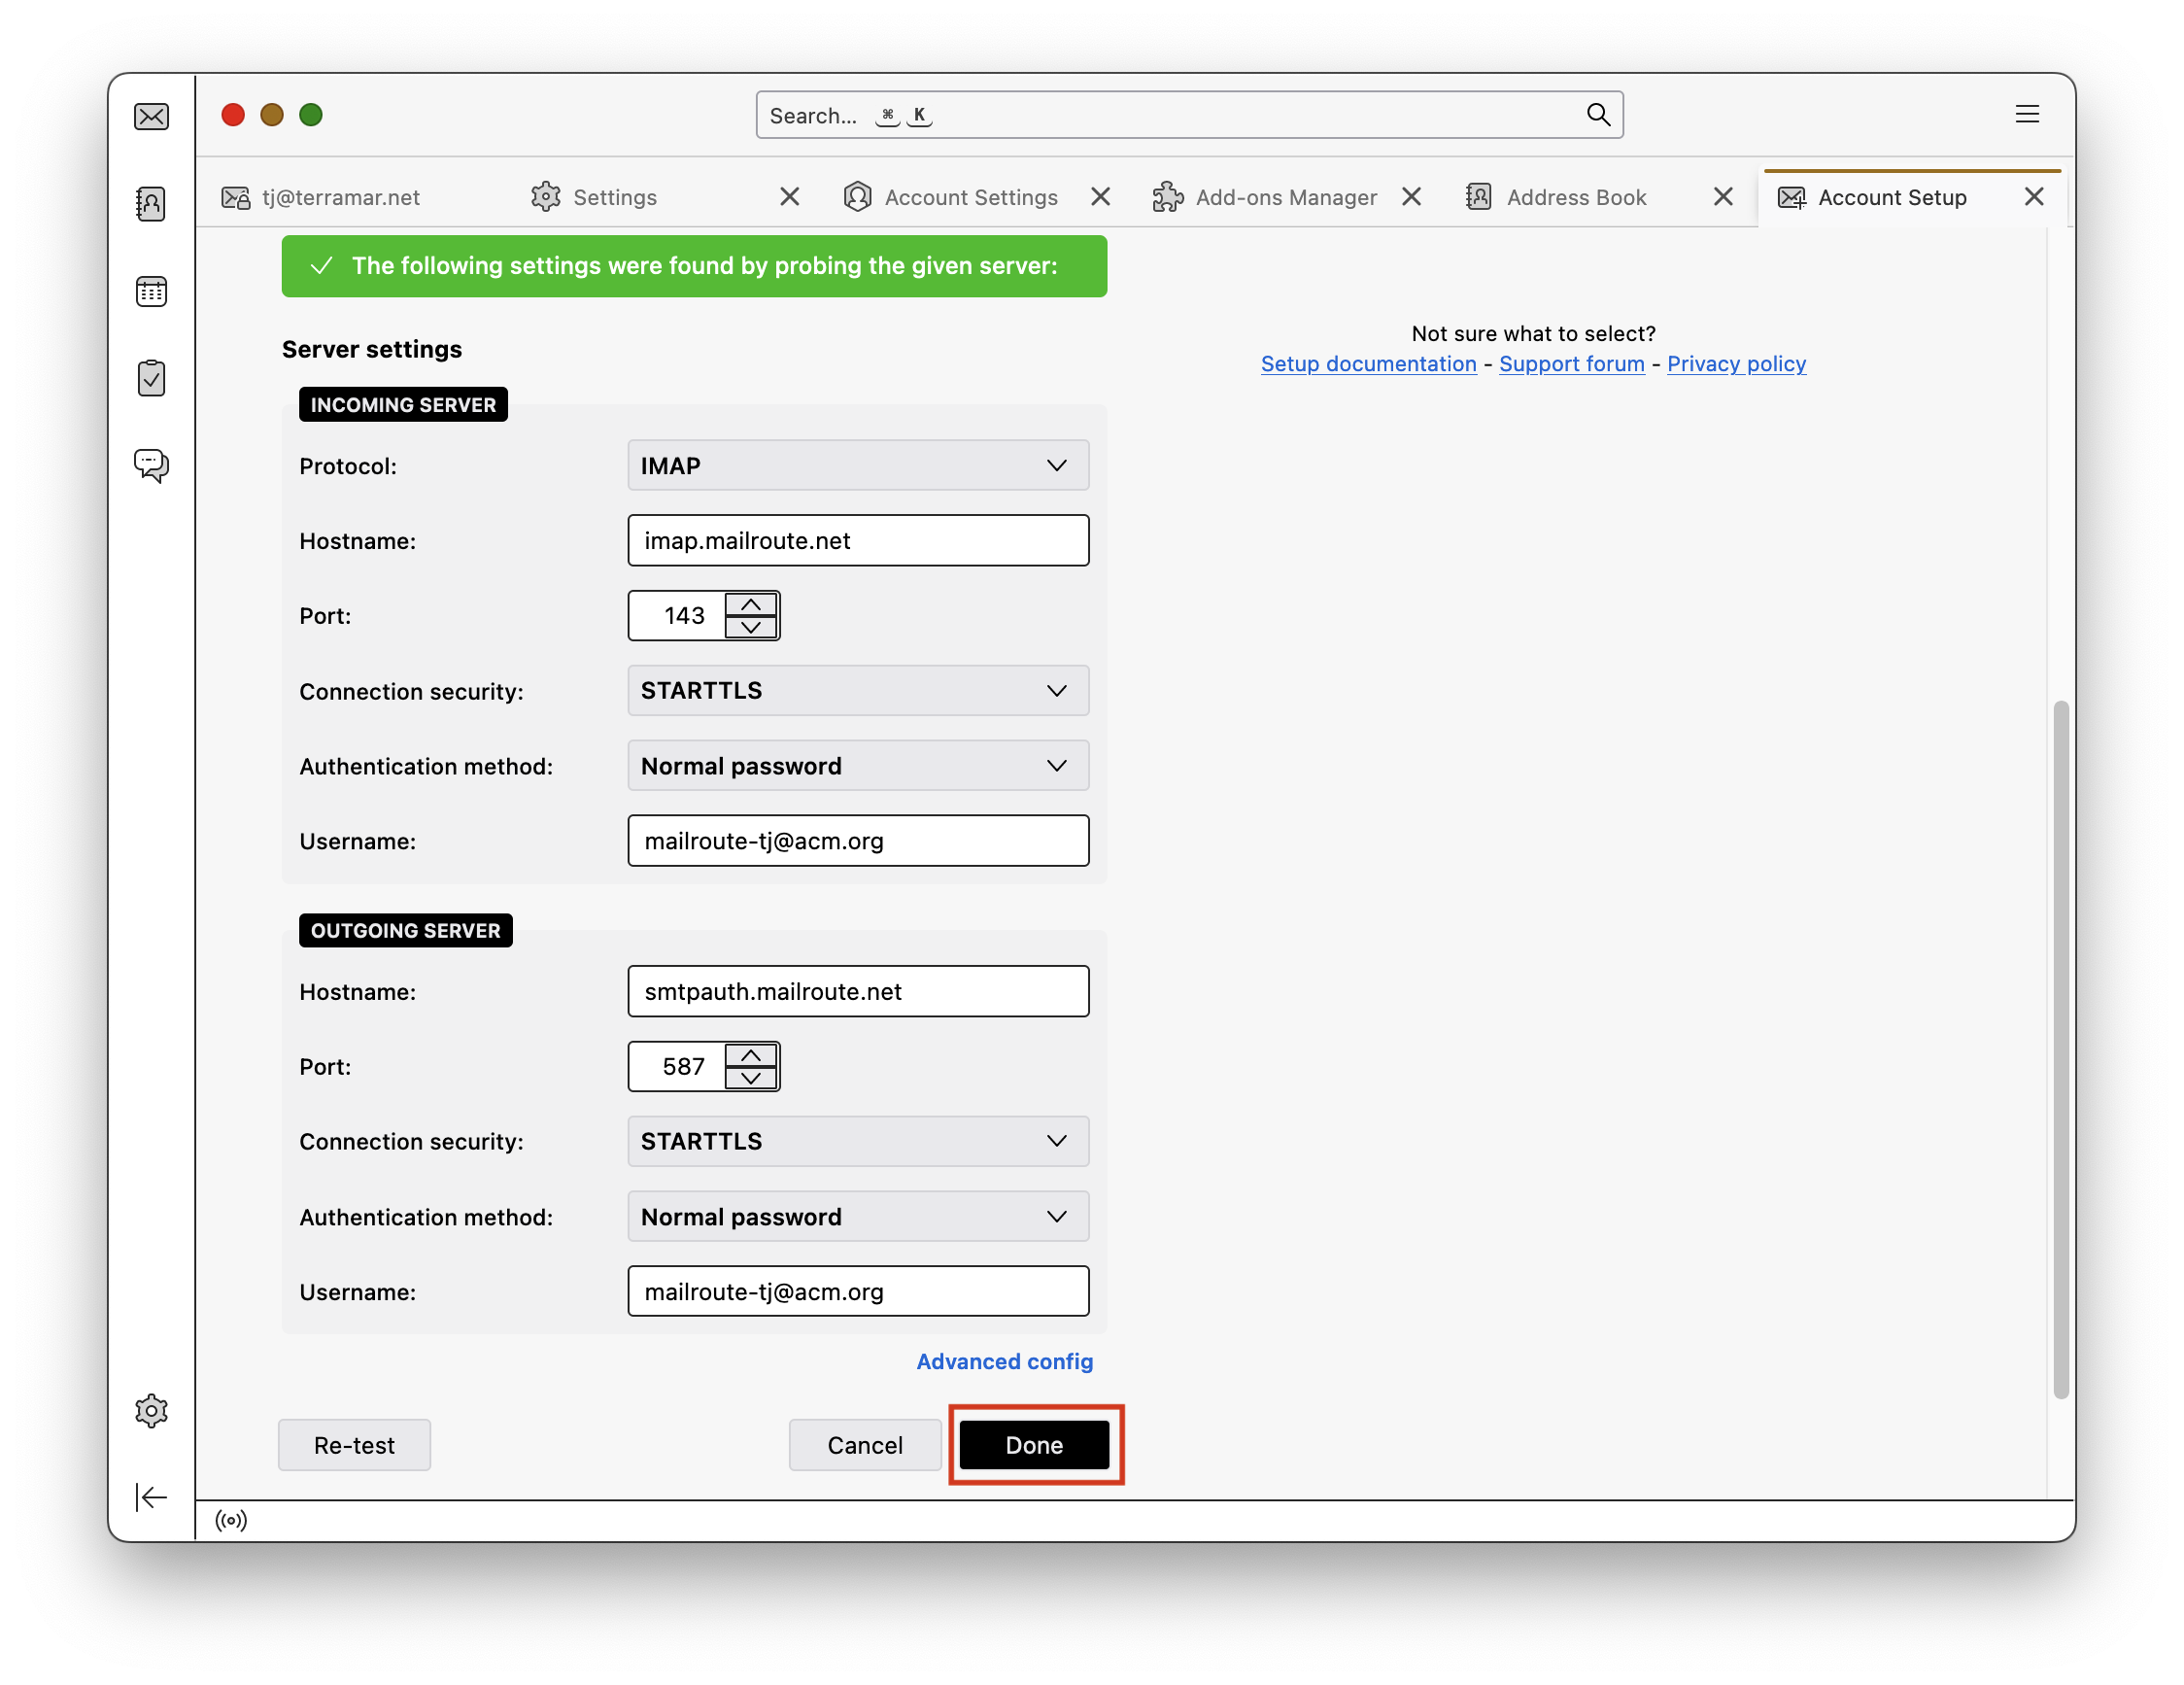 Search... ⌘ K
tj@terramar.net
Settings
Account Settings
Add-ons Manager
Address Book
Account Setup
The following settings were found by probing the given server:
Not sure what to select?
Setup documentation - Support forum - Privacy policy
Server settings
INCOMING SERVER
Protocol: IMAP
Hostname: imap.mailroute.net
Port: 143
Connection security: STARTTLS
Authentication method: Normal password
Username: mailroute-tj@acm.org
OUTGOING SERVER
Hostname: smtpauth.mailroute.net
Port: 587
Connection security: STARTTLS
Authentication method: Normal password
Username: mailroute-tj@acm.org
Advanced config
Re-test Cancel Done